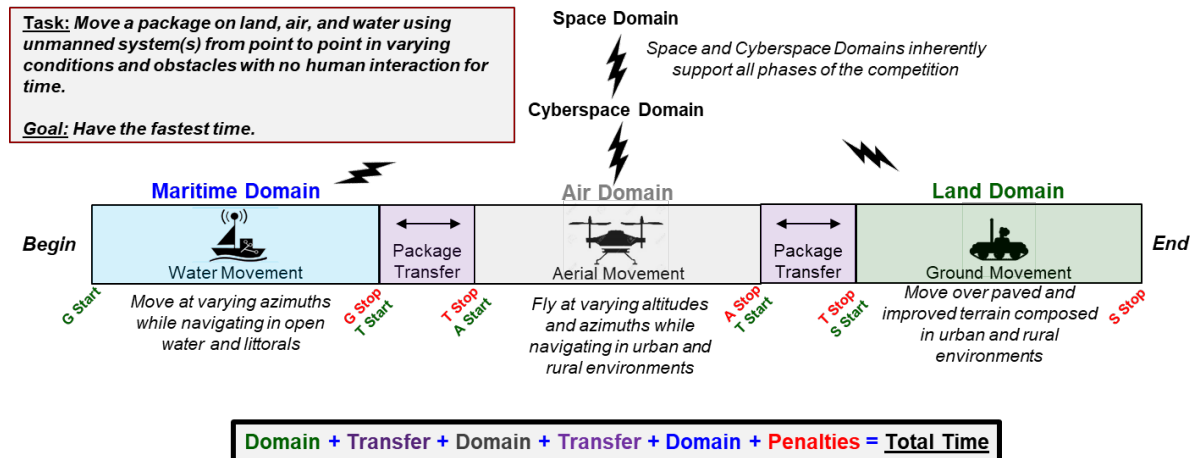 Task: Move a package on land, air, and water using
unmanned system(s) from point to point in varying
conditions and obstacles with no human interaction for
time.
Goal: Have the fastest time.
Space Domain
Space and Cyberspace Domains inherently
support all phases of the competition
Cyberspace Domain
Maritime Domain
Air Domain
Land Domain
Begin
Water Movement
Package
Transfer
Aerial Movement
Package
Transfer
Ground Movement
End
G Start
Move at varying azimuths
while navigating in open
water and littorals
G Stop
T Start
T Stop
A Start
Fly at varying altitudes
and azimuths while
navigating in urban and
rural environments
A Stop
T Start
T Stop
S Start
Move over paved and
improved terrain composed
in urban and rural
environments
S Stop
Domain + Transfer + Domain + Transfer + Domain + Penalties = Total Time